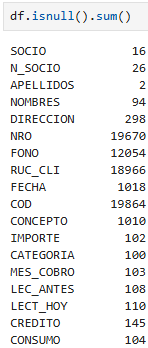 df.isnull().sum()
SOCIO 16
N_SOCIO 26
APELLIDOS 2
NOMBRES 94
DIRECCION 298
NRO 19670
FONO 12054
RUC_CLI 18966
FECHA 1018
COD 19864
CONCEPTO 1010
IMPORTE 102
CATEGORIA 100
MES_COBRO 103
LEC_ANTES 108
LECT_HOY 110
CREDITO 145
CONSUMO 104